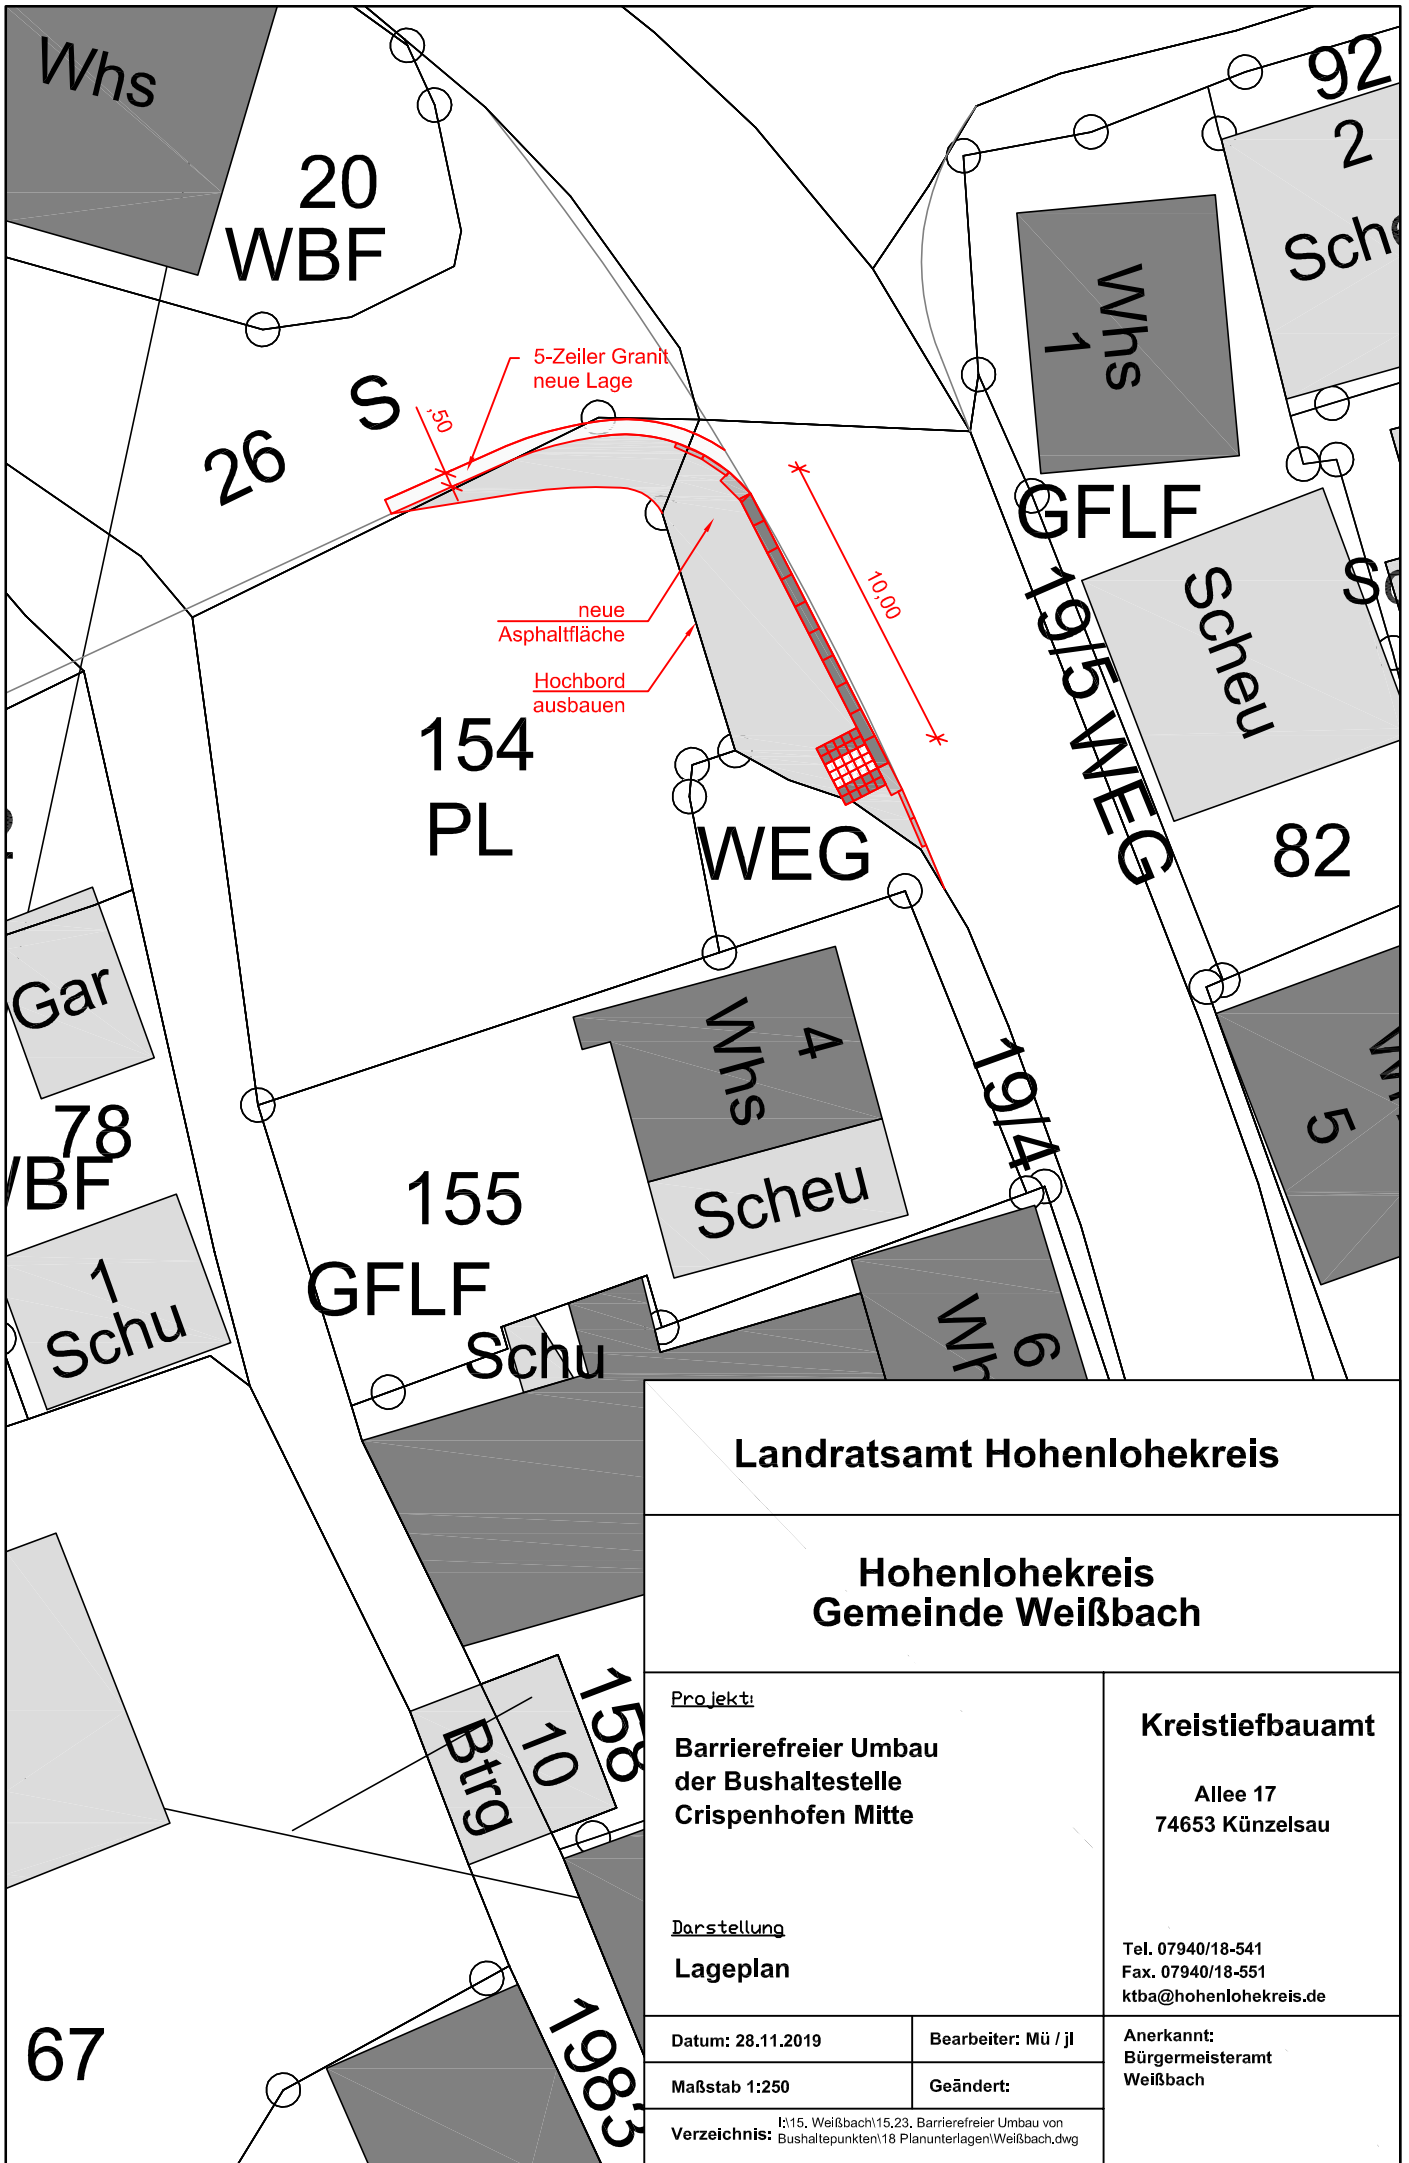 Whs
20
WBF
92
2
Whs
1
5-Zeiler Granit
neue Lage
S
,50
26
GFLF
10,00
neue
Asphaltfläche
Hochbord
ausbauen
19/5 WEG
Scheu
154
PL
WEG
82
Gar
Whs
4
19/4
78
5
155
Scheu
GFLF
1
Schu
Schu
6
Landratsamt Hohenlohekreis
Hohenlohekreis
Gemeinde Weißbach
Projekt:
Barrierefreier Umbau
der Bushaltestelle
Crispenhofen Mitte
Kreistiefbauamt
Allee 17
74653 Künzelsau
158
10
Btrg
Darstellung
Lageplan
Tel. 07940/18-541
Fax. 07940/18-551
ktba@hohenlohekreis.de
67
1983
Datum: 28.11.2019
Bearbeiter: Mü / jl
Anerkannt:
Bürgermeisteramt
Weißbach
Maßstab 1:250
Geändert:
Verzeichnis: I:\15. Weißbach\15.23. Barrierefreier Umbau von
Bushaltepunkten\18 Planunterlagen\Weißbach.dwg